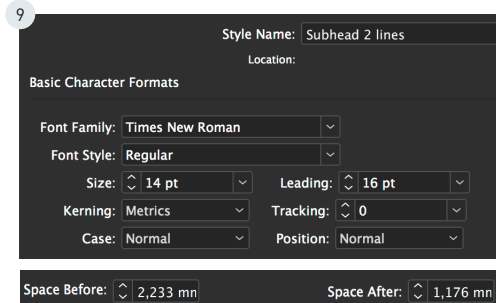 9
Style Name: Subhead 2 lines
Location:
Basic Character Formats
Font Family: Times New Roman
Font Style: Regular
Size: 14 pt Leading: 16 pt
Kerning: Metrics Tracking: 0
Case: Normal Position: Normal
Space Before: 2,233 mn Space After: 1,176 mn